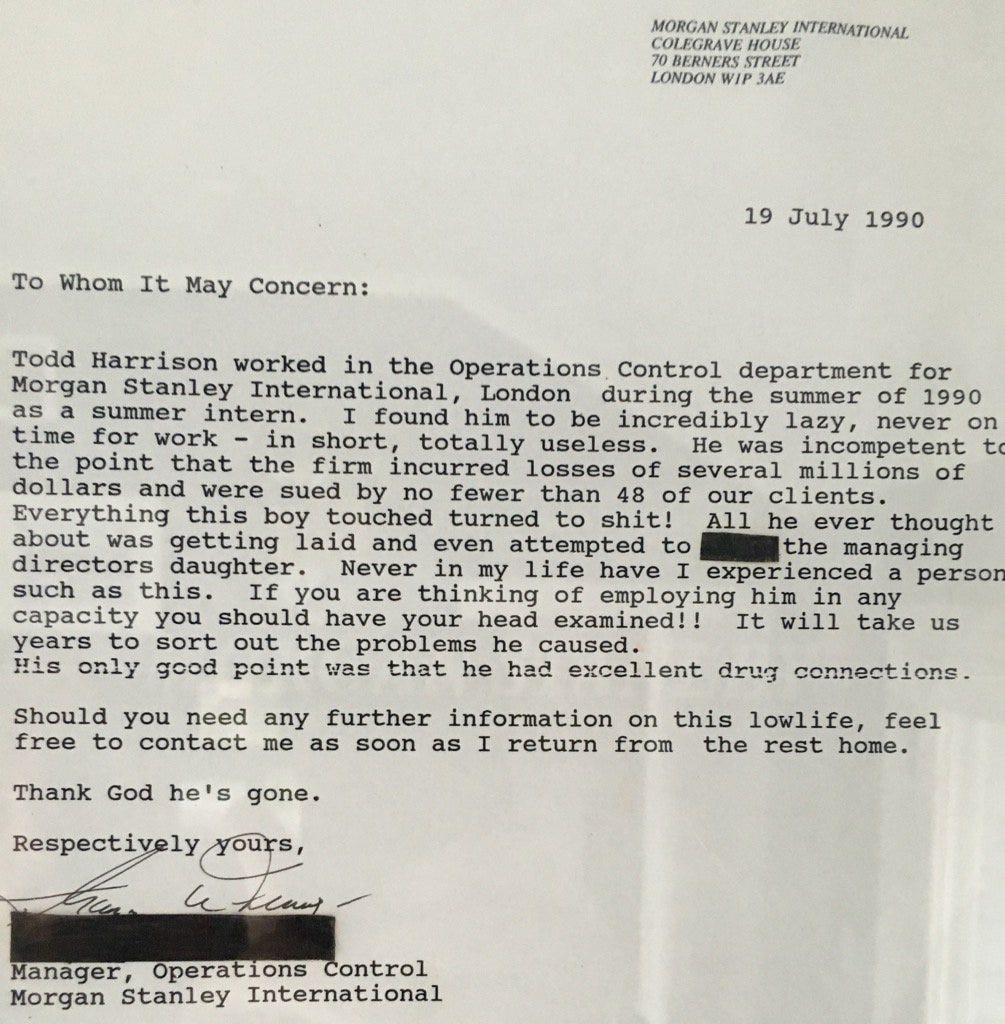 MORGAN STANLEY INTERNATIONAL
COLEGRAVE HOUSE
70 BERNERS STREET
LONDON W1P 3AE
19 July 1990
To Whom It May Concern:
Todd Harrison worked in the Operations Control department for
Morgan Stanley International, London during the summer of 1990
as a summer intern. I found him to be incredibly lazy, never on
time for work - in short, totally useless. He was incompetent to
the point that the firm incurred losses of several millions of
dollars and were sued by no fewer than 48 of our clients.
Everything this boy touched turned to shit! All he ever thought
about was getting laid and even attempted to the managing
directors daughter. Never in my life have I experienced a person
such as this. If you are thinking of employing him in any
capacity you should have your head examined!! It will take us
years to sort out the problems he caused.
His only good point was that he had excellent drug connections.
Should you need any further information on this lowlife, feel
free to contact me as soon as I return from the rest home.
Thank God he's gone.
Respectively yours,
Manager, Operations Control
Morgan Stanley International